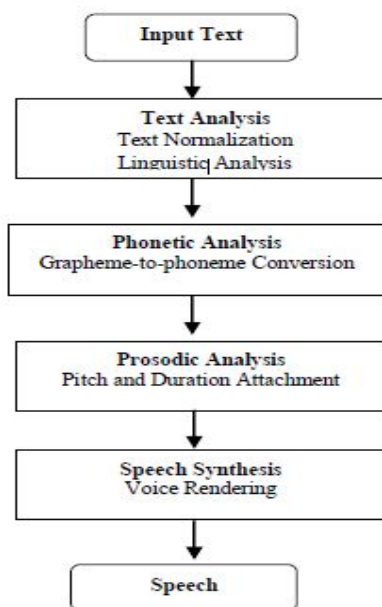 Input Text
Text Analysis
Text Normalization
Linguistic Analysis
Phonetic Analysis
Grapheme-to-phoneme Conversion
Prosodic Analysis
Pitch and Duration Attachment
Speech Synthesis
Voice Rendering
Speech